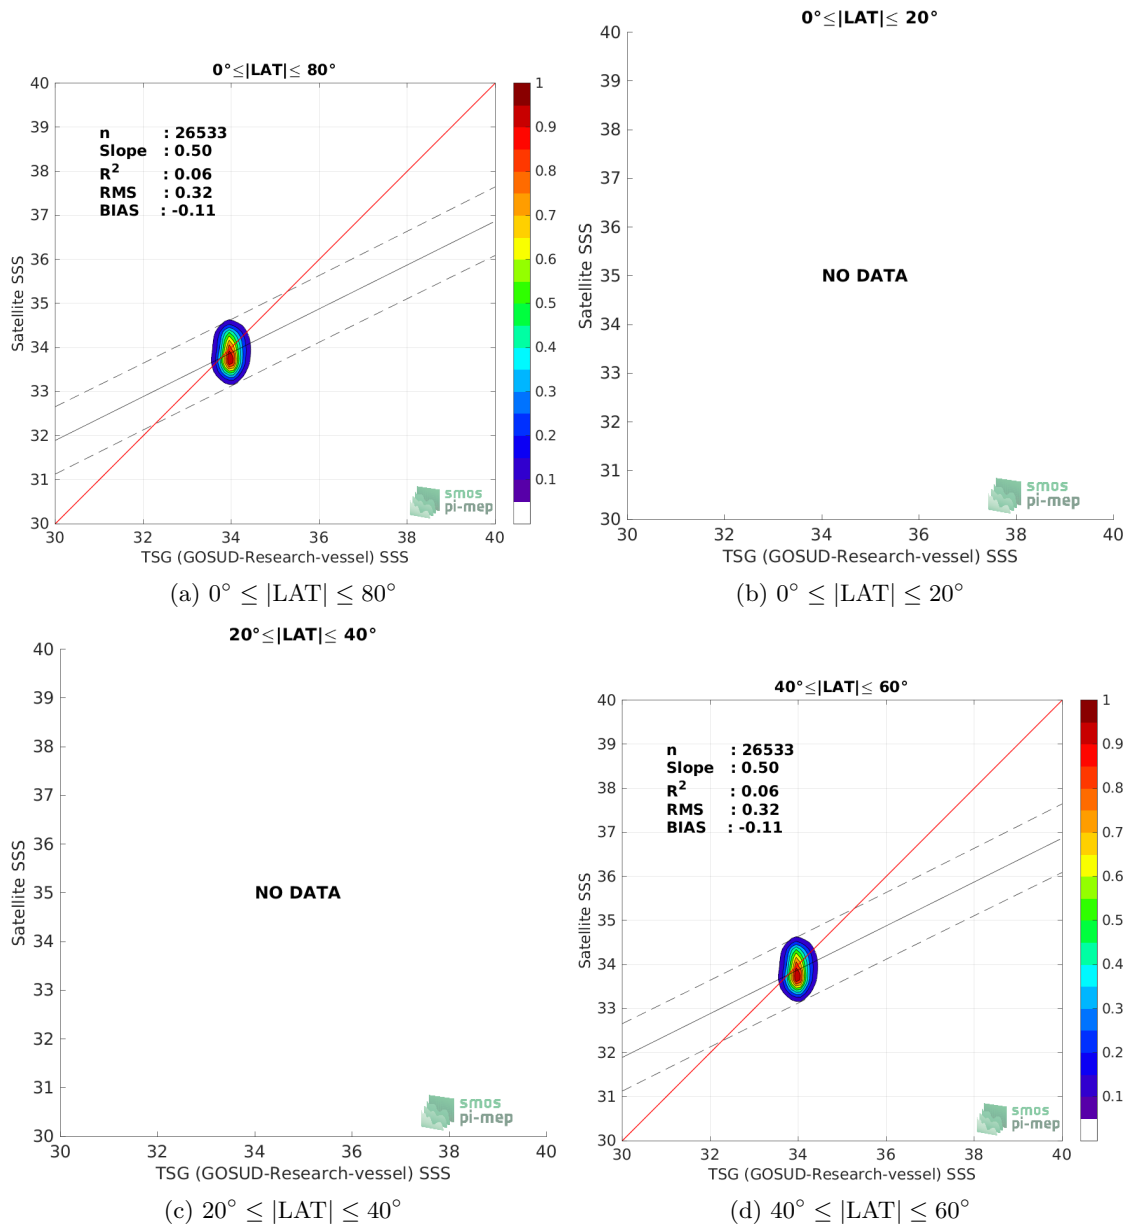 0°≤|LAT|≤ 80°
40
39
38
37
36
35
34
33
32
31
30
Satellite SSS
n : 26533
Slope : 0.50
R² : 0.06
RMS : 0.32
BIAS : -0.11
smos
pi-mep
30 32 34 36 38 40
TSG (GOSUD-Research-vessel) SSS
1
0.9
0.8
0.7
0.6
0.5
0.4
0.3
0.2
0.1
(a) 0° ≤ |LAT| ≤ 80°
0°≤|LAT|≤ 20°
40
39
38
37
36
35
34
33
32
31
30
Satellite SSS
NO DATA
smos
pi-mep
30 32 34 36 38 40
TSG (GOSUD-Research-vessel) SSS
(b) 0° ≤ |LAT| ≤ 20°
20°≤|LAT|≤ 40°
40
39
38
37
36
35
34
33
32
31
30
Satellite SSS
NO DATA
smos
pi-mep
30 32 34 36 38 40
TSG (GOSUD-Research-vessel) SSS
(c) 20° ≤ |LAT| ≤ 40°
40°≤|LAT|≤ 60°
40
39
38
37
36
35
34
33
32
31
30
Satellite SSS
n : 26533
Slope : 0.50
R² : 0.06
RMS : 0.32
BIAS : -0.11
smos
pi-mep
30 32 34 36 38 40
TSG (GOSUD-Research-vessel) SSS
1
0.9
0.8
0.7
0.6
0.5
0.4
0.3
0.2
0.1
(d) 40° ≤ |LAT| ≤ 60°